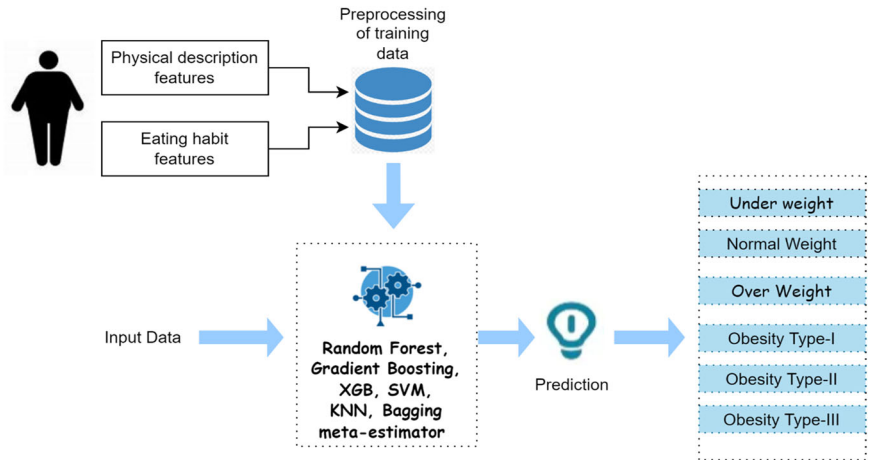 Preprocessing
of training
data
Physical description
features
Eating habit
features
Input Data
Random Forest,
Gradient Boosting,
XGB, SVM,
KNN, Bagging
meta-estimator
Prediction
Under weight
Normal Weight
Over Weight
Obesity Type-I
Obesity Type-II
Obesity Type-III